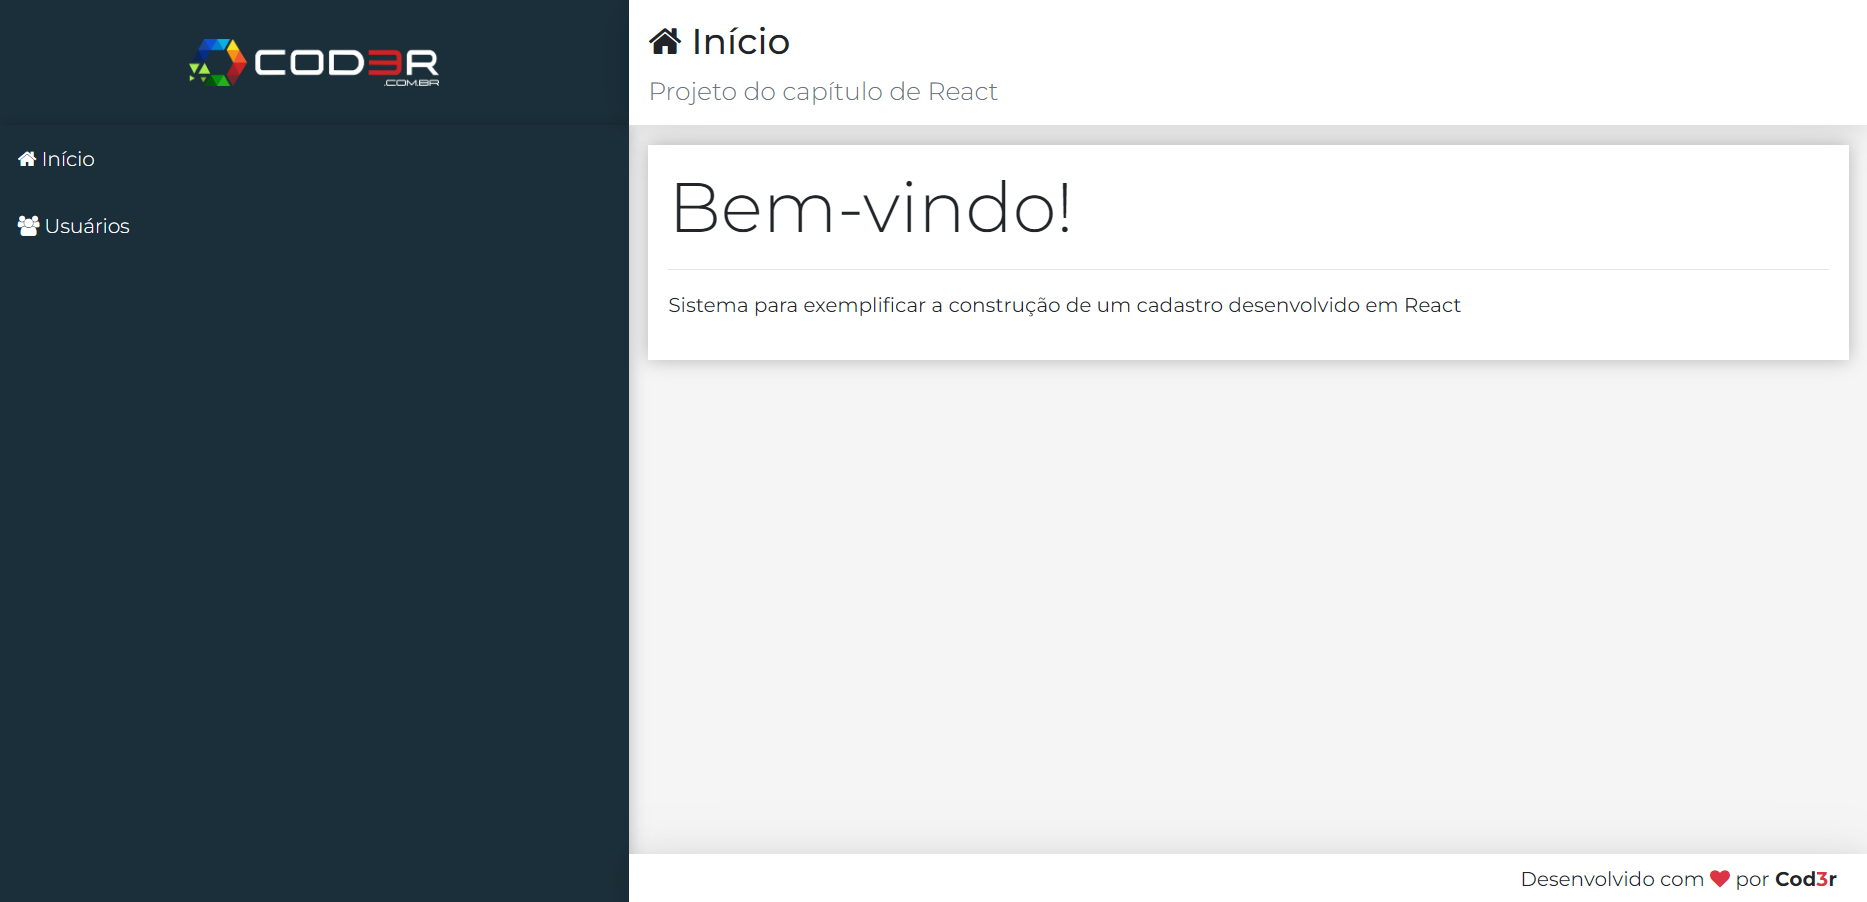 COD3R
.COM.BR
Início
Usuários
Início
Projeto do capítulo de React
Bem-vindo!
Sistema para exemplificar a construção de um cadastro desenvolvido em React
Desenvolvido com por Cod3r